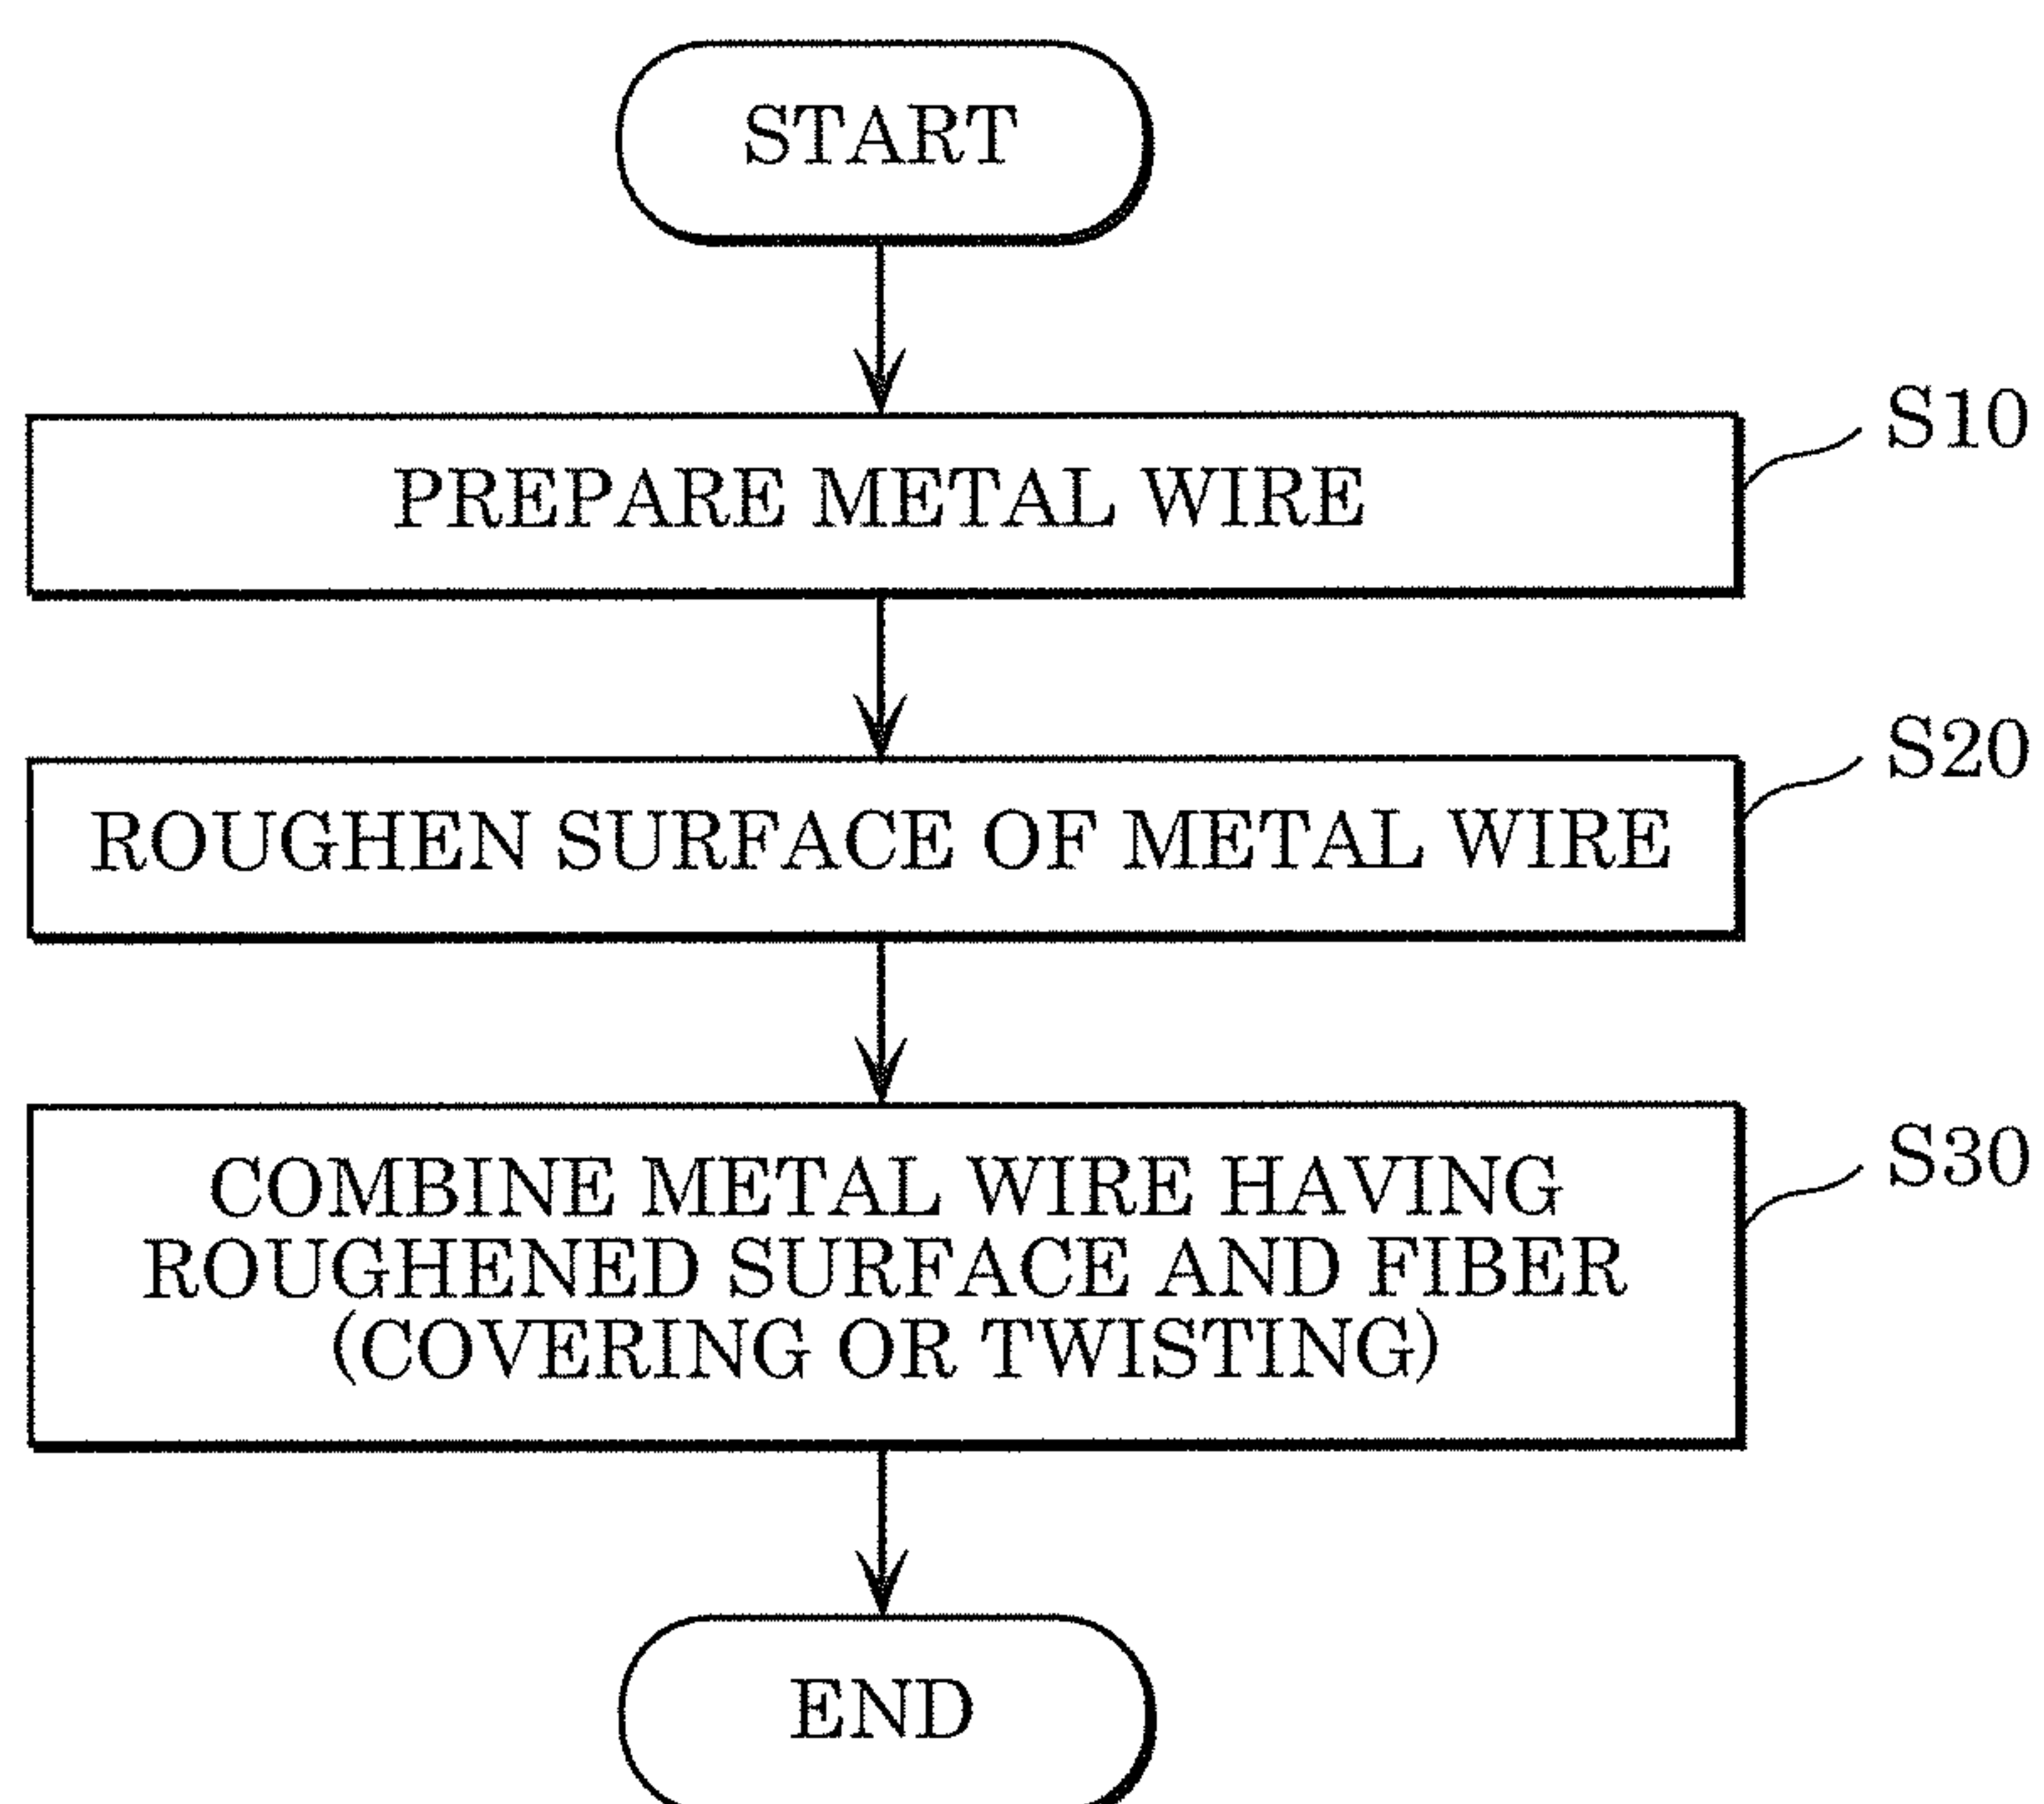 START
S10
PREPARE METAL WIRE
S20
ROUGHEN SURFACE OF METAL WIRE
S30
COMBINE METAL WIRE HAVING
ROUGHENED SURFACE AND FIBER
(COVERING OR TWISTING)
END